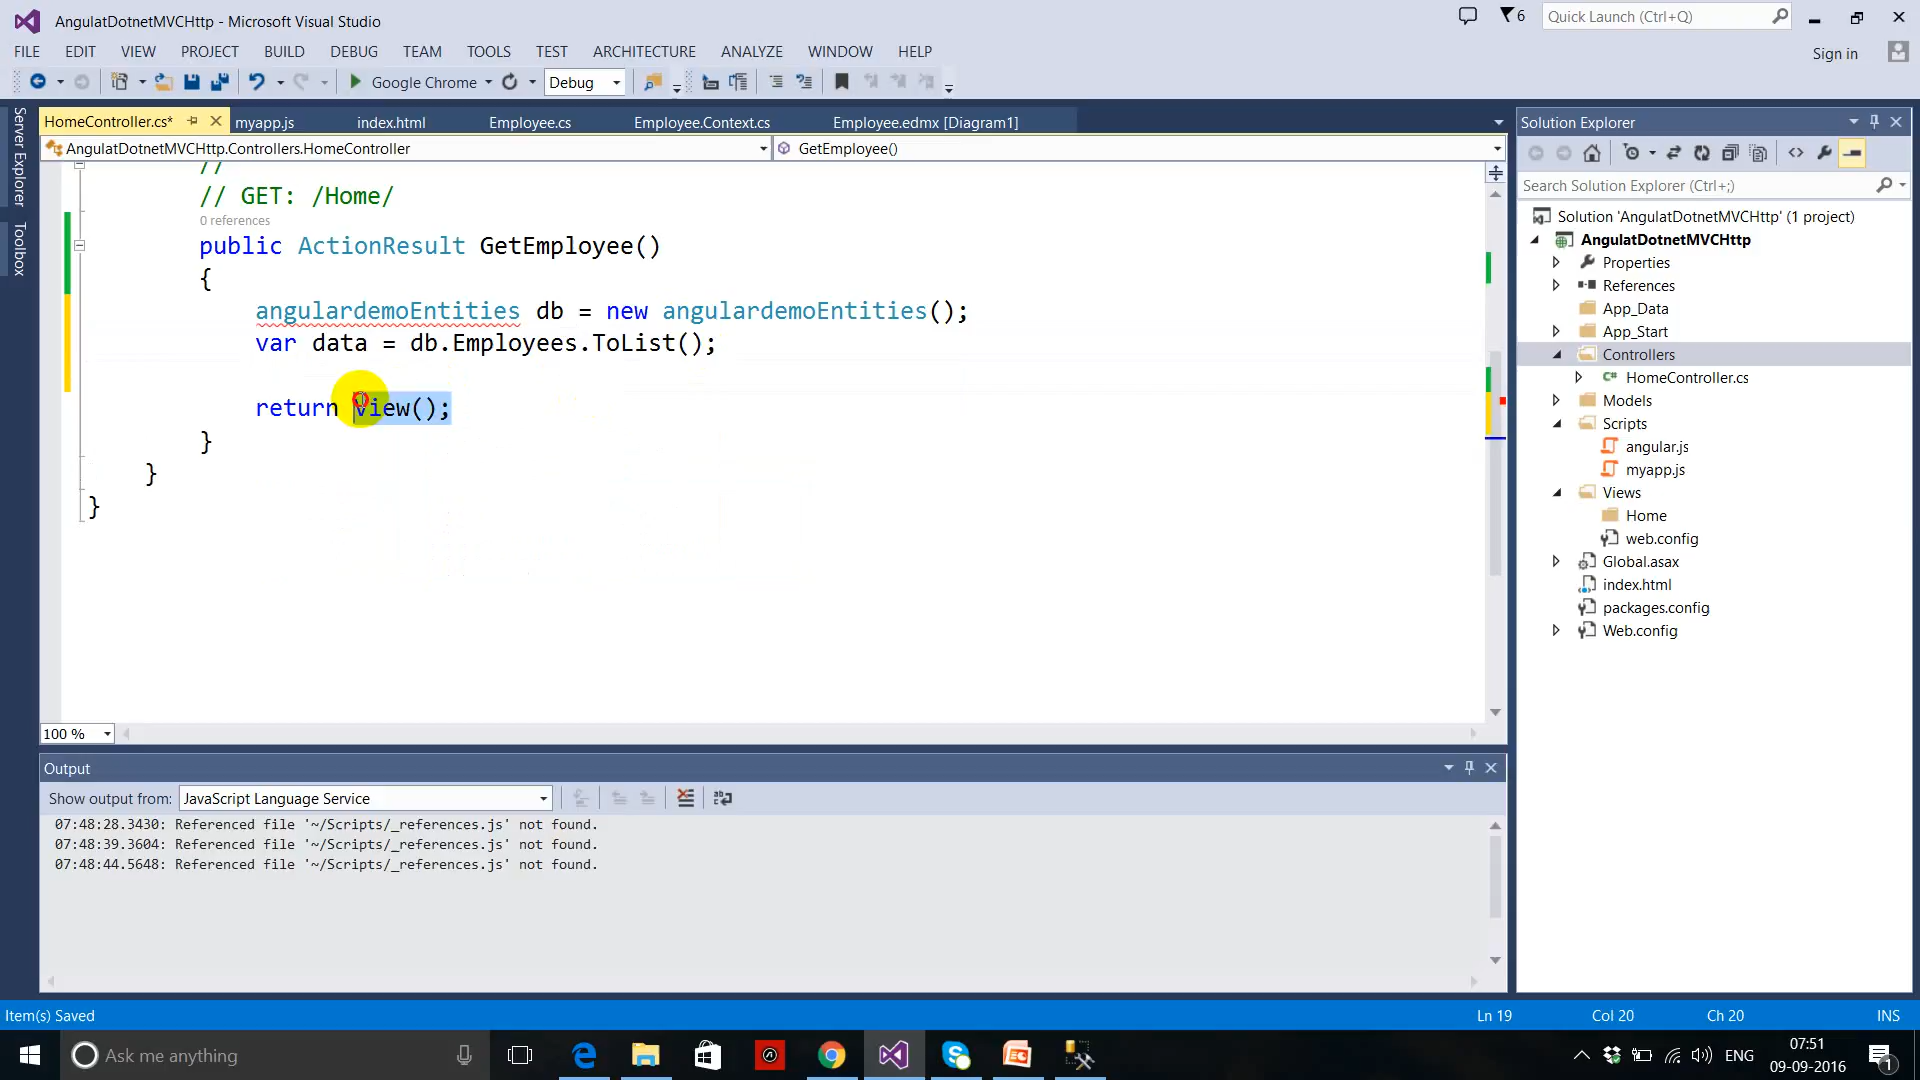 AngulatDotnetMVCHttp - Microsoft Visual Studio
6
Quick Launch (Ctrl+Q)
FILE EDIT VIEW PROJECT BUILD DEBUG TEAM TOOLS TEST ARCHITECTURE ANALYZE WINDOW HELP
Sign in
Google Chrome
Debug
Server Explorer
Toolbox
HomeController.cs*
myapp.js
index.html
Employee.cs
Employee.Context.cs
Employee.edmx [Diagram1]
AngulatDotnetMVCHttp.Controllers.HomeController
GetEmployee()
//
// GET: /Home/
0 references
public ActionResult GetEmployee()
{
angulardemoEntities db = new angulardemoEntities();
var data = db.Employees.ToList();
return View();
}
}
}
100 %
Output
Show output from: JavaScript Language Service
07:48:28.3430: Referenced file '~/Scripts/_references.js' not found.
07:48:39.3604: Referenced file '~/Scripts/_references.js' not found.
07:48:44.5648: Referenced file '~/Scripts/_references.js' not found.
Solution Explorer
Search Solution Explorer (Ctrl+;)
Solution 'AngulatDotnetMVCHttp' (1 project)
AngulatDotnetMVCHttp
Properties
References
App_Data
App_Start
Controllers
C# HomeController.cs
Models
Scripts
angular.js
myapp.js
Views
Home
web.config
Global.asax
index.html
packages.config
Web.config
Item(s) Saved
Ln 19
Col 20
Ch 20
INS
Ask me anything
ENG
07:51
09-09-2016
1